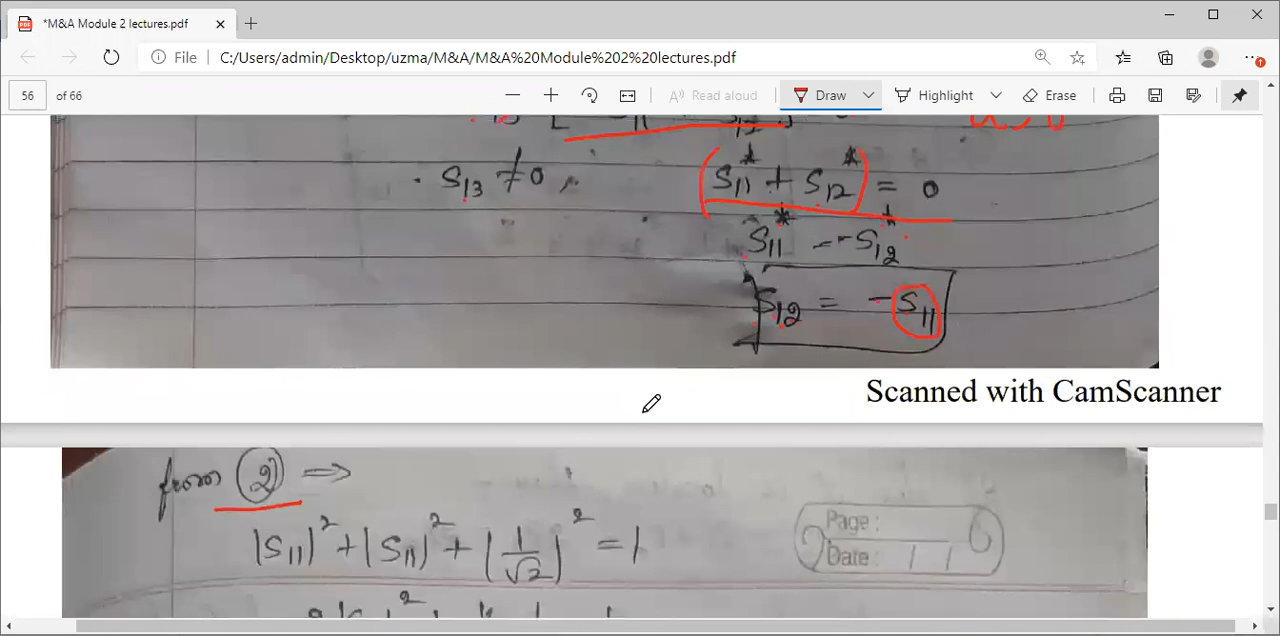 *M&A Module 2 lectures.pdf
File C:/Users/admin/Desktop/uzma/M&A/M&A%20Module%202%20lectures.pdf
56 of 66 Read aloud Draw Highlight Erase
S13 ≠ 0, (S11* + S12*) = 0
S11* = -S12*
S12 = -S11
Scanned with CamScanner
from ② ⇒
Page:
|S11|² + |S11|² + |1/√2|² = 1
Date: / /